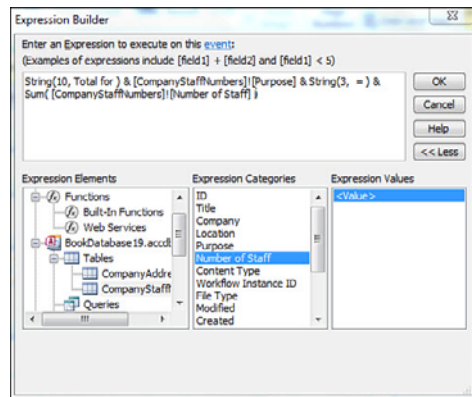 Expression Builder
Enter an Expression to execute on this event:
(Examples of expressions include [field1] + [field2] and [field1] < 5)
String(10, Total for ) & [CompanyStaffNumbers]![Purpose] & String(3,  = ) &
Sum( [CompanyStaffNumbers]![Number of Staff] )
OK
Cancel
Help
<< Less
Expression Elements
Expression Categories
Expression Values
Functions
Built-In Functions
Web Services
BookDatabase19.accdb
Tables
CompanyAddre
CompanyStaff
Queries
ID
Title
Company
Location
Purpose
Number of Staff
Content Type
Workflow Instance ID
File Type
Modified
Created
<Value>